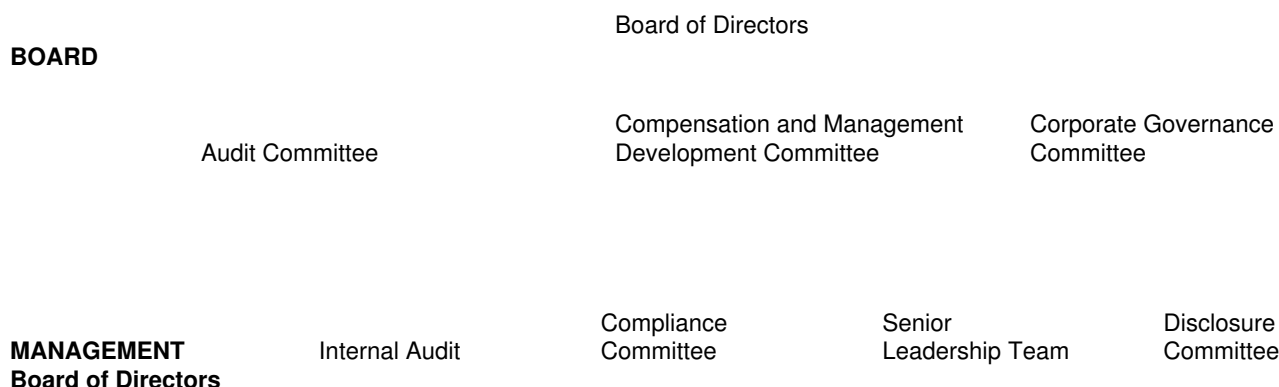 Board of Directors
BOARD
Compensation and Management Corporate Governance
Audit Committee Development Committee Committee
Compliance Senior Disclosure
MANAGEMENT Internal Audit Committee Leadership Team Committee
Board of Directors